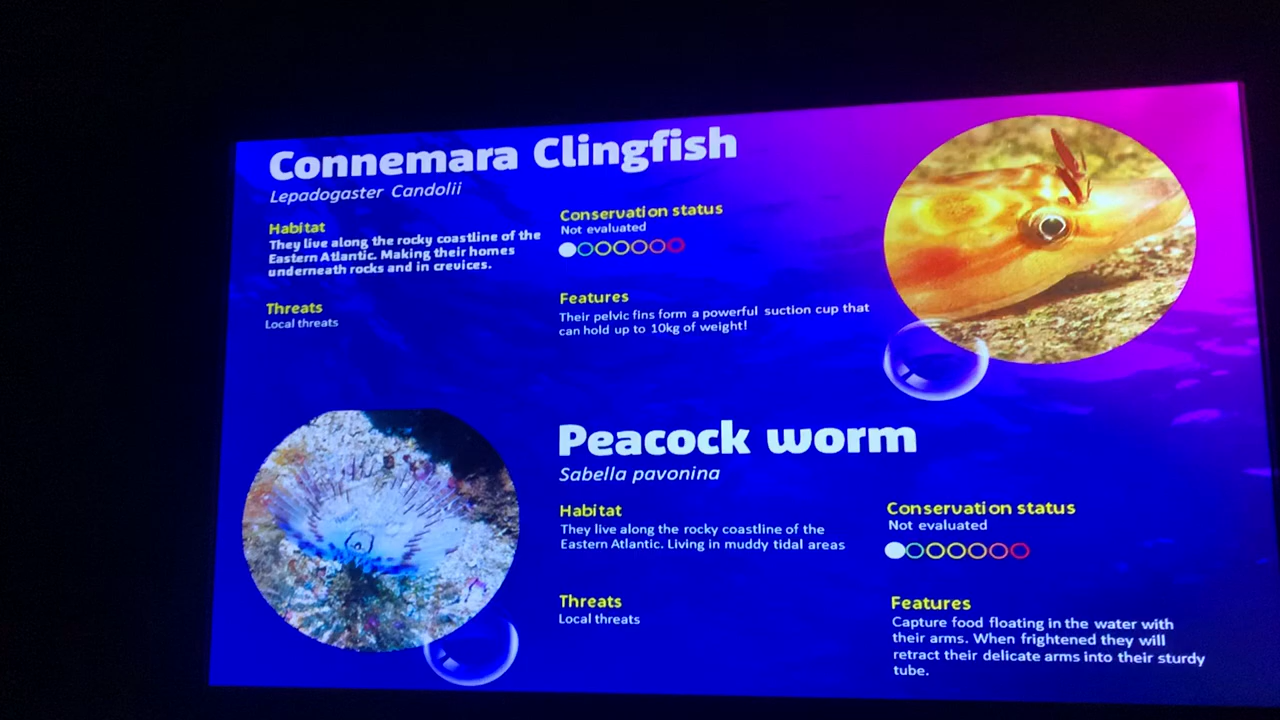 Connemara Clingfish
Lepadogaster Candolii
Habitat
They live along the rocky coastline of the
Eastern Atlantic. Making their homes
underneath rocks and in crevices.
Threats
Local threats
Conservation status
Not evaluated
Features
Their pelvic fins form a powerful suction cup that
can hold up to 10kg of weight!
Peacock worm
Sabella pavonina
Habitat
They live along the rocky coastline of the
Eastern Atlantic. Living in muddy tidal areas
Threats
Local threats
Conservation status
Not evaluated
Features
Capture food floating in the water with
their arms. When frightened they will
retract their delicate arms into their sturdy
tube.